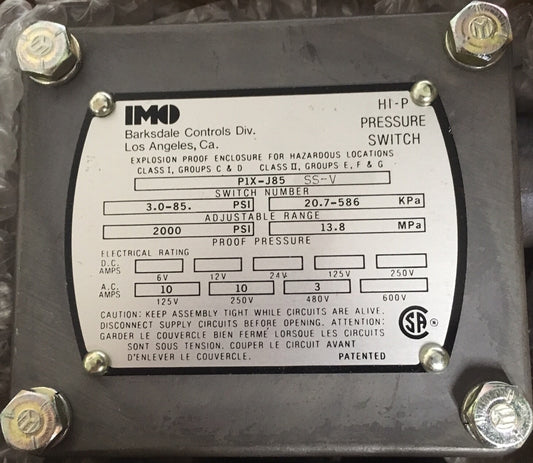 IMO
Barksdale Controls Div.
Los Angeles, Ca.
HI-P
PRESSURE
SWITCH
EXPLOSION PROOF ENCLOSURE FOR HAZARDOUS LOCATIONS
CLASS I, GROUPS C & D CLASS II, GROUPS E, F & G
P1X-J85 SS-V
SWITCH NUMBER
3.0-85. PSI 20.7-586 KPa
ADJUSTABLE RANGE
2000 PSI 13.8 MPa
PROOF PRESSURE
ELECTRICAL RATING
D.C.
AMPS
6V 12V 24V 125V 250V
A.C.
AMPS 10 10 3
125V 250V 480V 600V
CAUTION: KEEP ASSEMBLY TIGHT WHILE CIRCUITS ARE ALIVE.
DISCONNECT SUPPLY CIRCUITS BEFORE OPENING. ATTENTION:
GARDER LE COUVERCLE BIEN FERMÉ LORSQUE LES CIRCUITS
SONT SOUS TENSION. COUPER LE CIRCUIT AVANT
D'ENLEVER LE COUVERCLE. PATENTED
SA ®